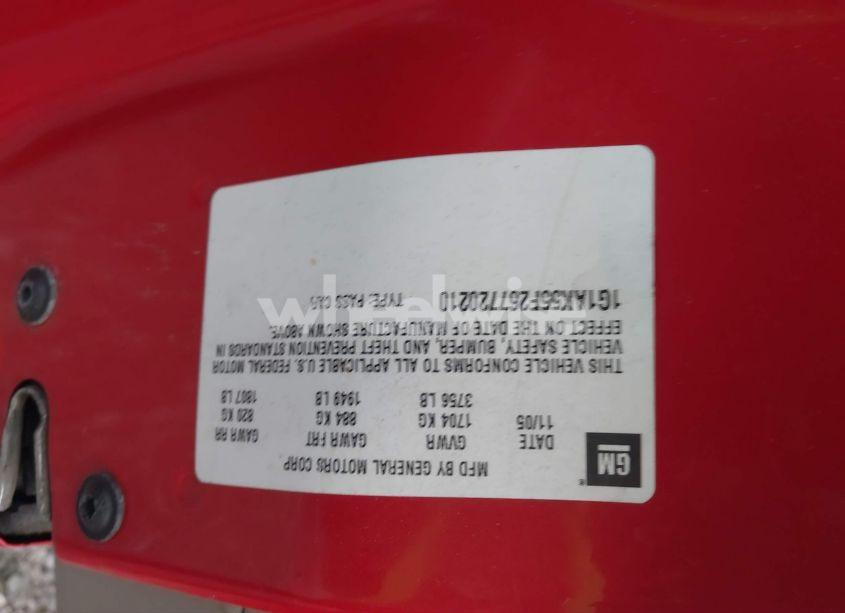 GM
MFD BY GENERAL MOTORS CORP
DATE GVWR GAWR FRT GAWR RR
11/05 1704 KG 884 KG 820 KG
3756 LB 1949 LB 1807 LB
THIS VEHICLE CONFORMS TO ALL APPLICABLE U.S. FEDERAL MOTOR
VEHICLE SAFETY, BUMPER, AND THEFT PREVENTION STANDARDS IN
EFFECT ON THE DATE OF MANUFACTURE SHOWN ABOVE.
1G1AK55F267720210 TYPE: PASS CAR